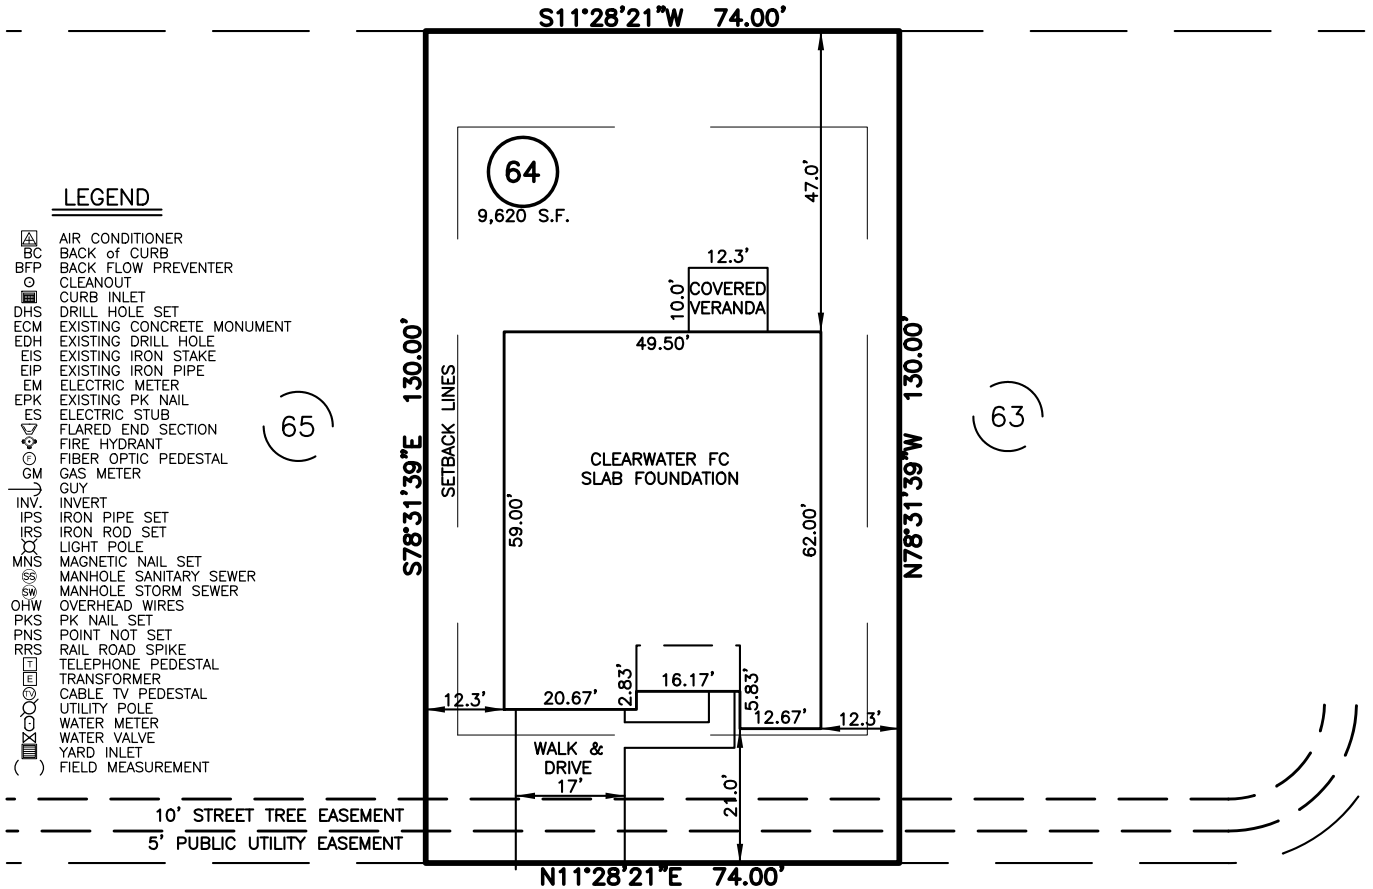 S11°28'21"W 74.00'
64
9,620 S.F.
47.0'
12.3'
10.0'
COVERED
VERANDA
49.50'
S78°31'39"E 130.00'
N78°31'39"W 130.00'
SETBACK LINES
65
63
CLEARWATER FC
SLAB FOUNDATION
59.00'
62.00'
2.83'
16.17'
5.83'
12.3'
20.67'
12.67'
12.3'
WALK &
DRIVE
17'
21.0'
10' STREET TREE EASEMENT
5' PUBLIC UTILITY EASEMENT
N11°28'21"E 74.00'
LEGEND
AIR CONDITIONER
BC BACK of CURB
BFP BACK FLOW PREVENTER
CLEANOUT
CURB INLET
DHS DRILL HOLE SET
ECM EXISTING CONCRETE MONUMENT
EDH EXISTING DRILL HOLE
EIS EXISTING IRON STAKE
EIP EXISTING IRON PIPE
EM ELECTRIC METER
EPK EXISTING PK NAIL
ES ELECTRIC STUB
FLARED END SECTION
FIRE HYDRANT
F FIBER OPTIC PEDESTAL
GM GAS METER
GUY
INV. INVERT
IPS IRON PIPE SET
IRS IRON ROD SET
LIGHT POLE
MNS MAGNETIC NAIL SET
SS MANHOLE SANITARY SEWER
SW MANHOLE STORM SEWER
OHW OVERHEAD WIRES
PKS PK NAIL SET
PNS POINT NOT SET
RRS RAIL ROAD SPIKE
T TELEPHONE PEDESTAL
E TRANSFORMER
TV CABLE TV PEDESTAL
UTILITY POLE
WATER METER
WATER VALVE
YARD INLET
( ) FIELD MEASUREMENT